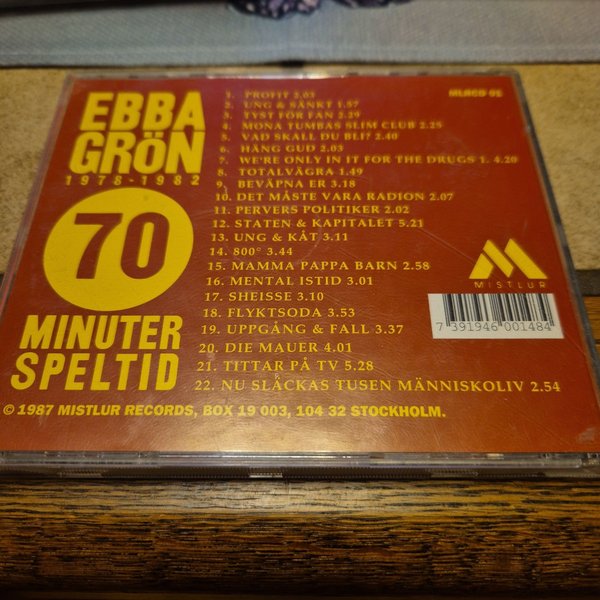 EBBA
GRÖN
1978-1982
70
MINUTER
SPELTID
1. PROFIT 2.03
2. UNG & SÄNKT 1.57
3. TYST FÖR FAN 2.29
4. MONA TUMBAS SLIM CLUB 2.25
5. VAD SKALL DU BLI? 2.40
6. HÄNG GUD 2.03
7. WE'RE ONLY IN IT FOR THE DRUGS 1. 4.20
8. TOTALVÄGRA 1.49
9. BEVÄPNA ER 3.18
10. DET MÅSTE VARA RADION 2.07
11. PERVERS POLITIKER 2.02
12. STATEN & KAPITALET 5.21
13. UNG & KÅT 3.11
14. 800° 3.44
15. MAMMA PAPPA BARN 2.58
16. MENTAL ISTID 3.01
17. SHEISSE 3.10
18. FLYKTSODA 3.53
19. UPPGÅNG & FALL 3.37
20. DIE MAUER 4.01
21. TITTAR PÅ TV 5.28
22. NU SLÄCKAS TUSEN MÄNNISKOLIV 2.54
MISTLUR
7 391946 001484
© 1987 MISTLUR RECORDS, BOX 19 003, 104 32 STOCKHOLM.